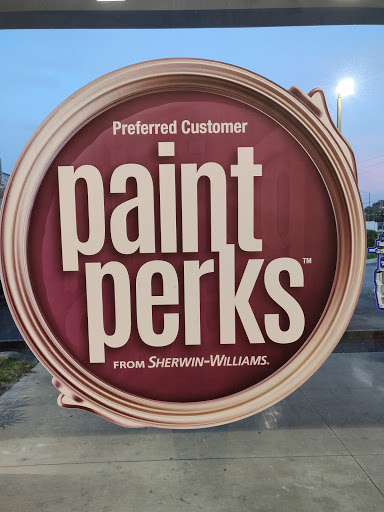 Preferred Customer
paint
perks™
FROM SHERWIN-WILLIAMS.